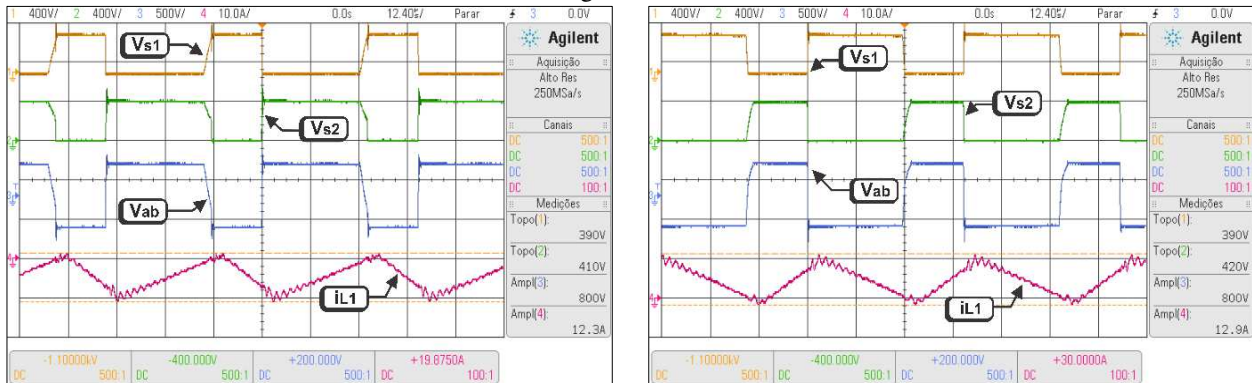 1 400V/ 2 400V/ 3 500V/ 4 10.0A/ 0.0s 12.40㎲/ Parar 3 0.0V
Vs1
Vs2
Vab
iL1
Agilent
Aquisição
Alto Res
250MSa/s
Canais
DC 500:1
DC 500:1
DC 500:1
DC 100:1
Medições
Topo(1):
390V
Topo(2):
410V
Ampl(3):
800V
Ampl(4):
12.3A
-1.10000kV -400.000V +200.000V +19.8750A
DC 500:1 DC 500:1 DC 500:1 DC 100:1
1 400V/ 2 400V/ 3 500V/ 4 10.0A/ 0.0s 12.40㎲/ Parar 3 0.0V
Vs1
Vs2
Vab
iL1
Agilent
Aquisição
Alto Res
250MSa/s
Canais
DC 500:1
DC 500:1
DC 500:1
DC 100:1
Medições
Topo(1):
390V
Topo(2):
420V
Ampl(3):
800V
Ampl(4):
12.9A
-1.10000kV -400.000V +200.000V +30.0000A
DC 500:1 DC 500:1 DC 500:1 DC 100:1